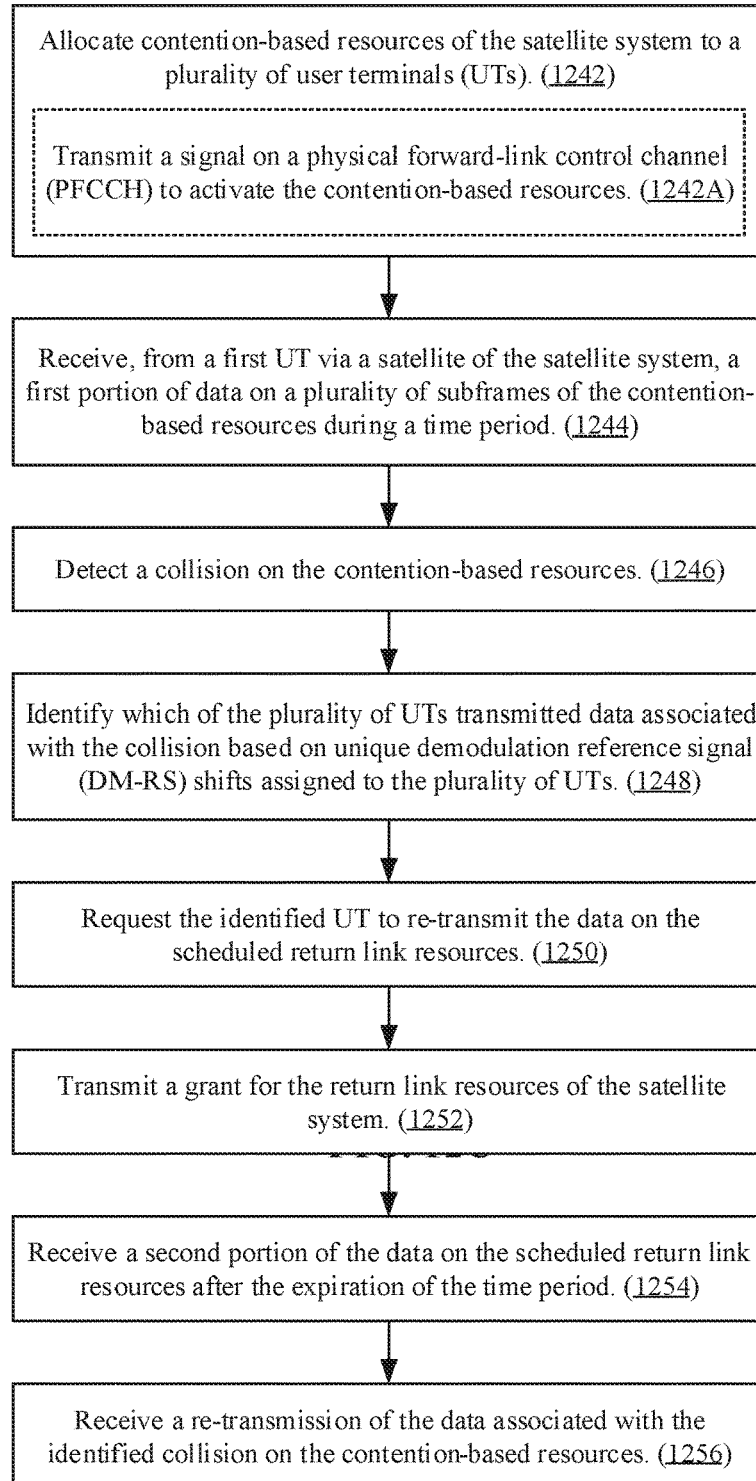 Allocate contention-based resources of the satellite system to a
plurality of user terminals (UTs). (1242)
Transmit a signal on a physical forward-link control channel
(PFCCH) to activate the contention-based resources. (1242A)
Receive, from a first UT via a satellite of the satellite system, a
first portion of data on a plurality of subframes of the contention-
based resources during a time period. (1244)
Detect a collision on the contention-based resources. (1246)
Identify which of the plurality of UTs transmitted data associated
with the collision based on unique demodulation reference signal
(DM-RS) shifts assigned to the plurality of UTs. (1248)
Request the identified UT to re-transmit the data on the
scheduled return link resources. (1250)
Transmit a grant for the return link resources of the satellite
system. (1252)
Receive a second portion of the data on the scheduled return link
resources after the expiration of the time period. (1254)
Receive a re-transmission of the data associated with the
identified collision on the contention-based resources. (1256)